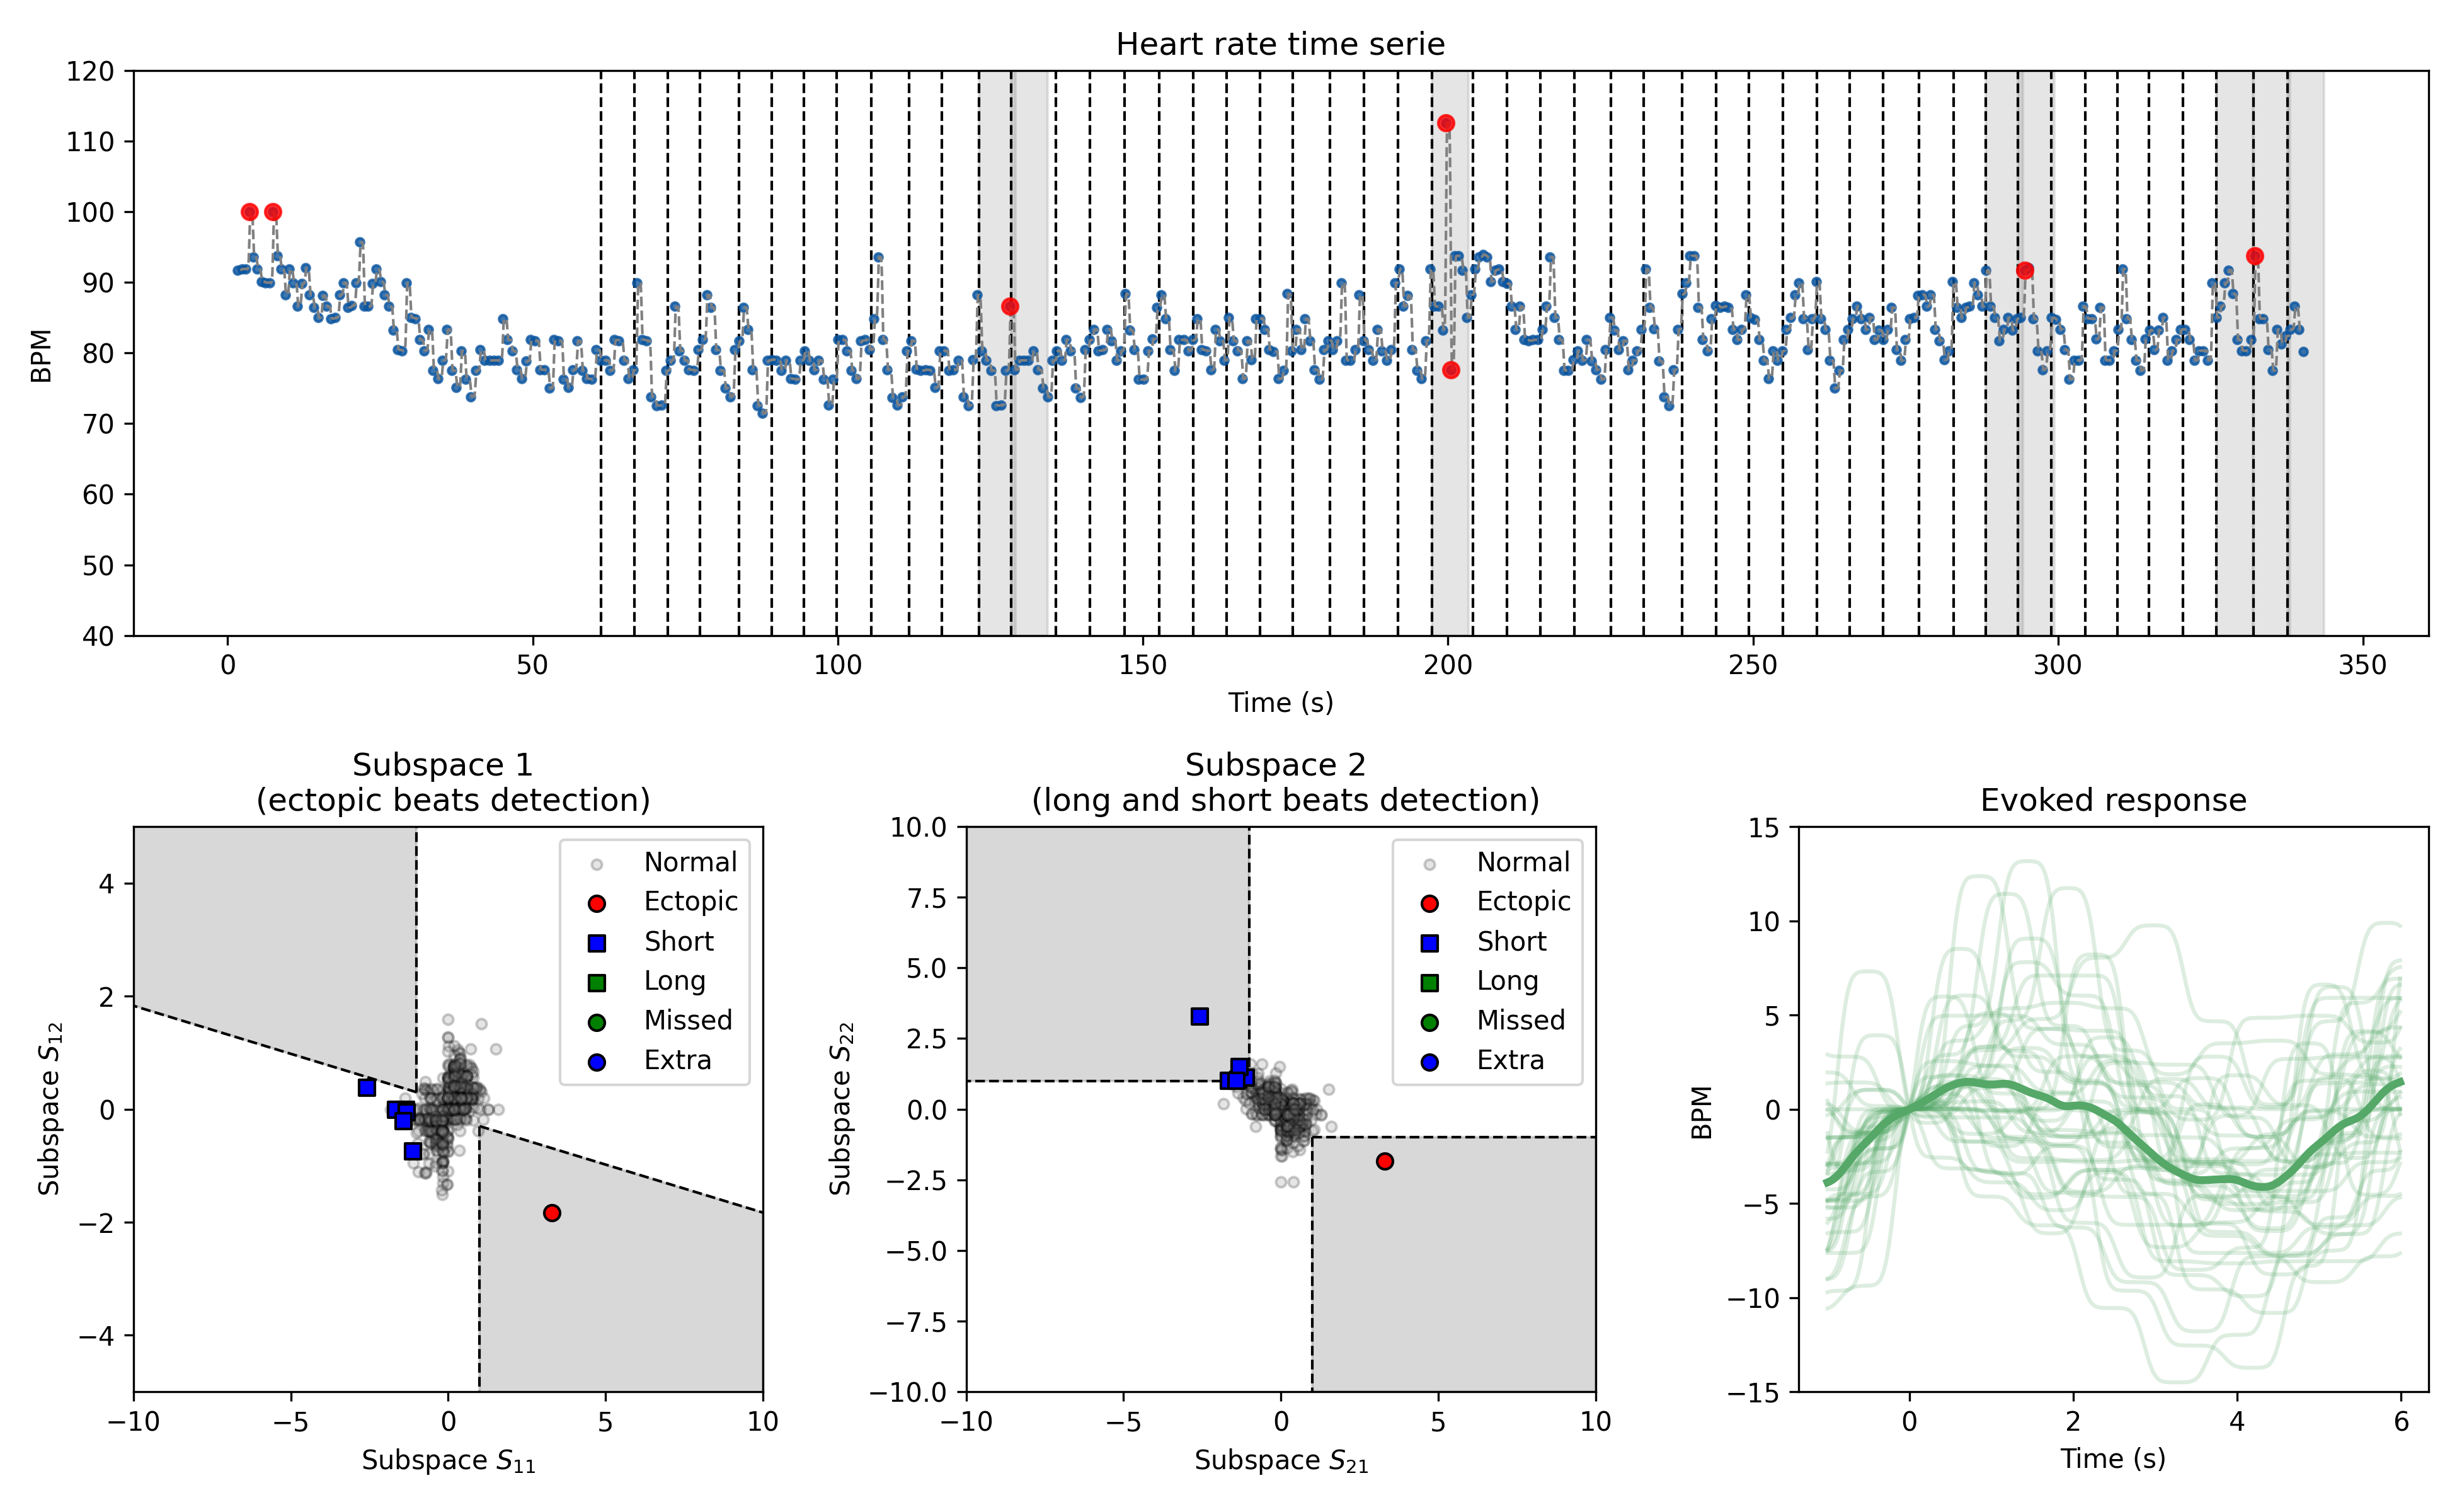 Heart rate time serie
120
110
100
90
80
70
60
50
40
BPM
0 50 100 150 200 250 300 350
Time (s)
Subspace 1
(ectopic beats detection)
4
2
0
−2
−4
Subspace S12
Normal
Ectopic
Short
Long
Missed
Extra
−10 −5 0 5 10
Subspace S11
Subspace 2
(long and short beats detection)
10.0
7.5
5.0
2.5
0.0
−2.5
−5.0
−7.5
−10.0
Subspace S22
Normal
Ectopic
Short
Long
Missed
Extra
−10 −5 0 5 10
Subspace S21
Evoked response
15
10
5
0
−5
−10
−15
BPM
0 2 4 6
Time (s)